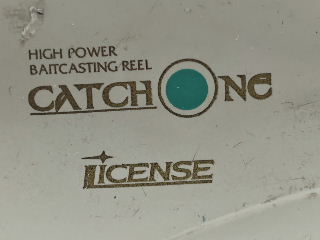 HIGH POWER
BAITCASTING REEL
CATCH ONE
LICENSE